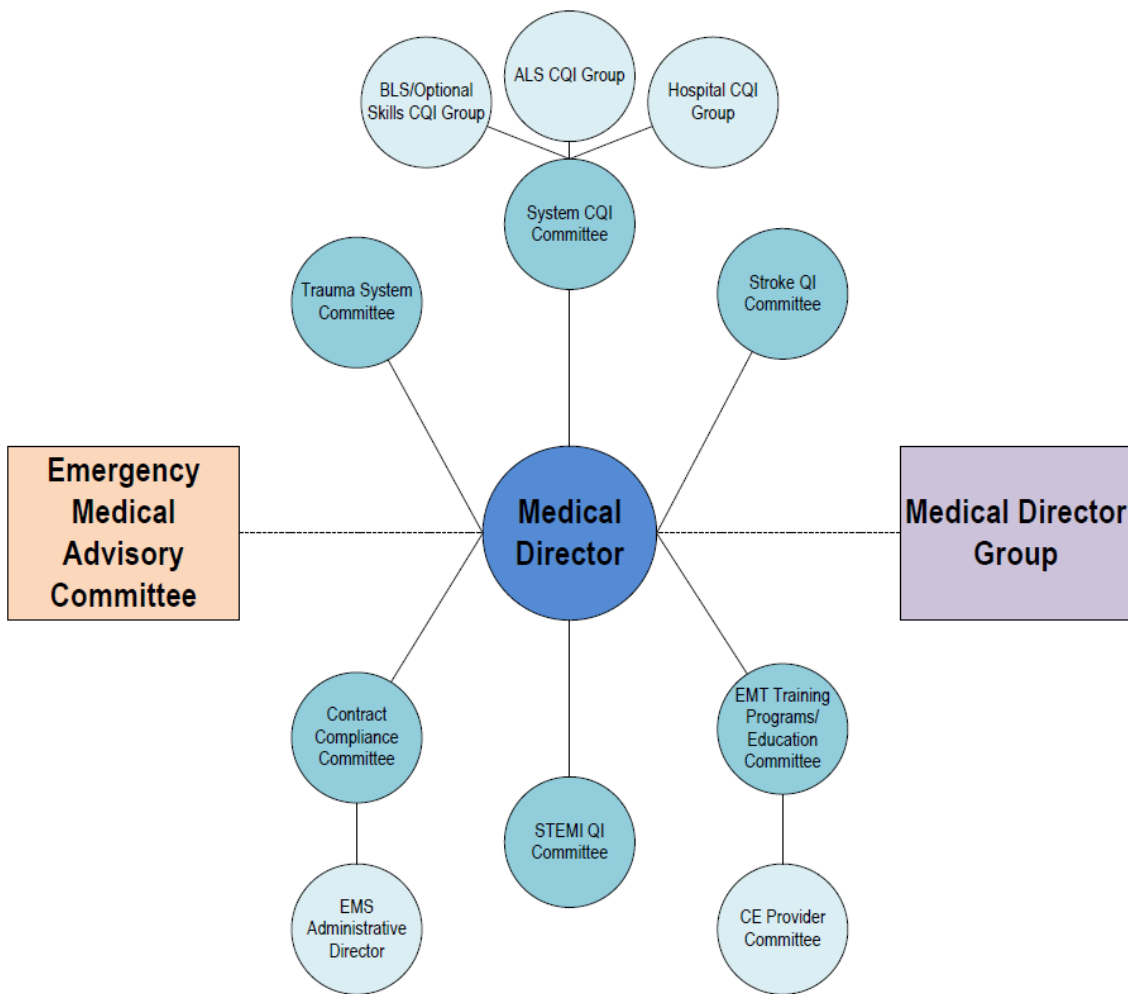 BLS/Optional
Skills CQI Group
ALS CQI Group
Hospital CQI
Group
System CQI
Committee
Trauma System
Committee
Stroke QI
Committee
Emergency
Medical
Advisory
Committee
Medical
Director
Medical Director
Group
Contract
Compliance
Committee
EMT Training
Programs/
Education
Committee
STEMI QI
Committee
EMS
Administrative
Director
CE Provider
Committee